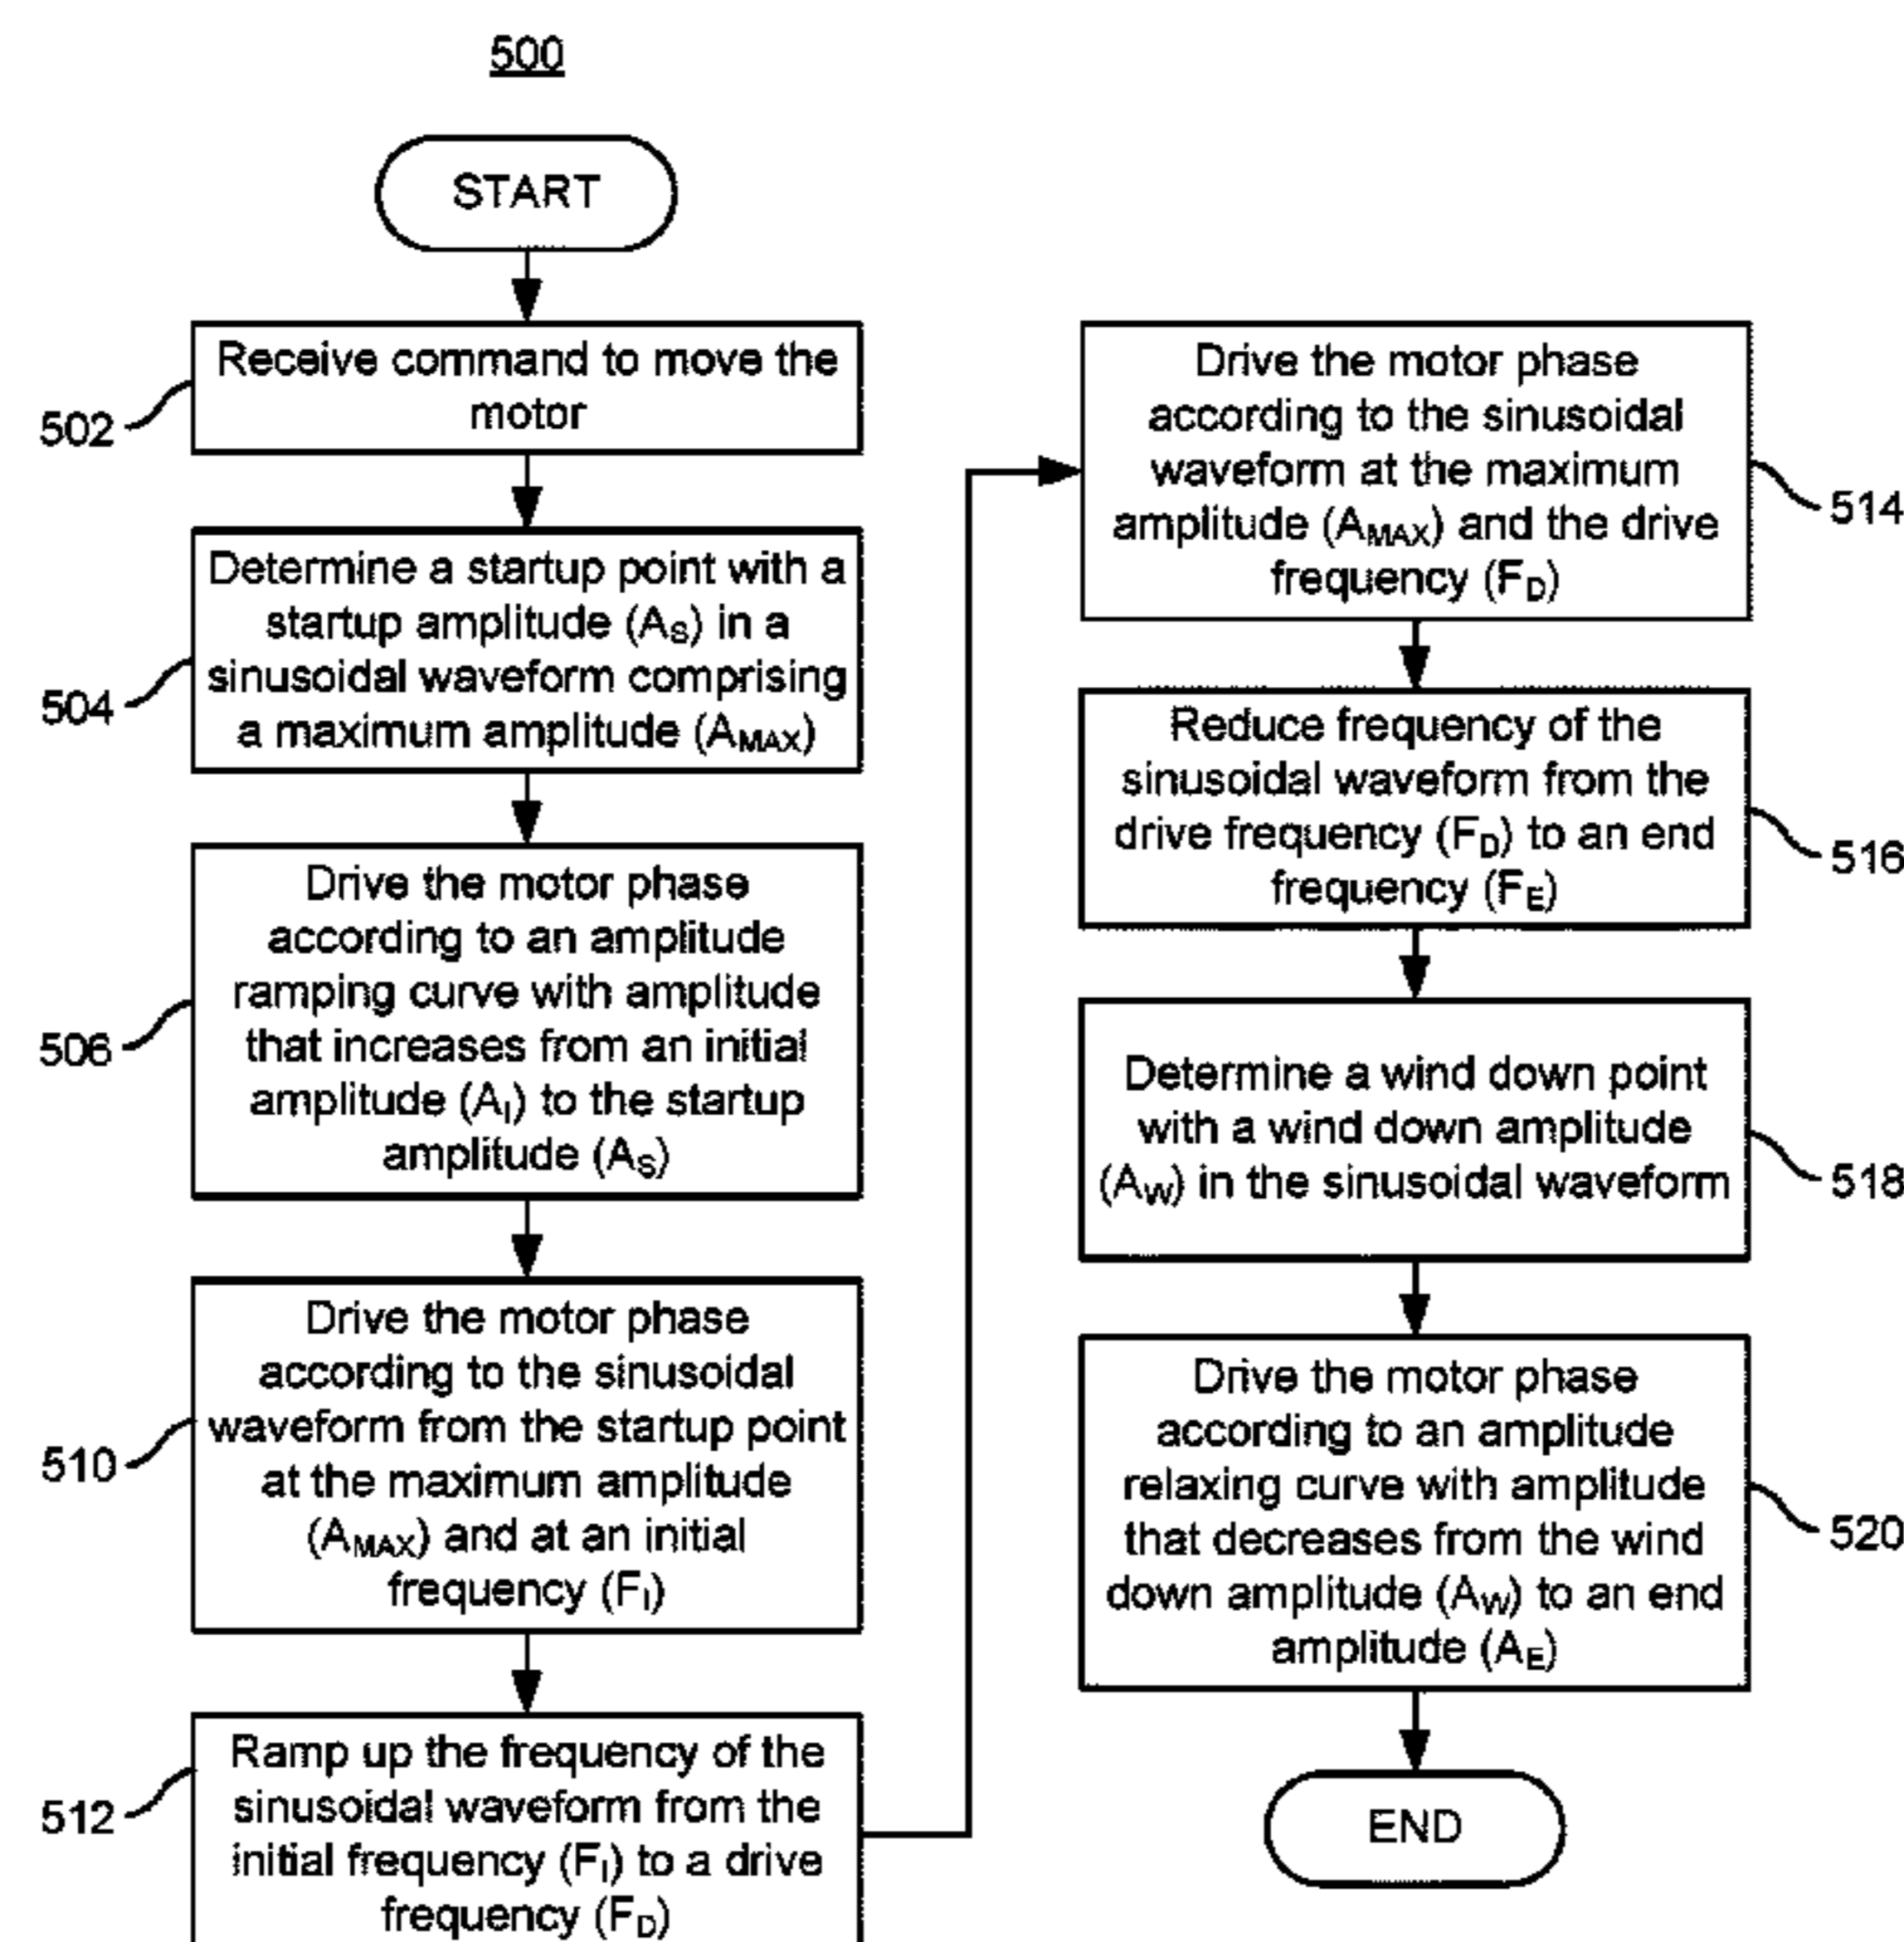 500
START
Receive command to move the
motor
502
Determine a startup point with a
startup amplitude (AS) in a
sinusoidal waveform comprising
a maximum amplitude (AMAX)
504
Drive the motor phase
according to an amplitude
ramping curve with amplitude
that increases from an initial
amplitude (AI) to the startup
amplitude (AS)
506
Drive the motor phase
according to the sinusoidal
waveform from the startup point
at the maximum amplitude
(AMAX) and at an initial
frequency (FI)
510
Ramp up the frequency of the
sinusoidal waveform from the
initial frequency (FI) to a drive
frequency (FD)
512
Drive the motor phase
according to the sinusoidal
waveform at the maximum
amplitude (AMAX) and the drive
frequency (FD)
514
Reduce frequency of the
sinusoidal waveform from the
drive frequency (FD) to an end
frequency (FE)
516
Determine a wind down point
with a wind down amplitude
(AW) in the sinusoidal waveform
518
Drive the motor phase
according to an amplitude
relaxing curve with amplitude
that decreases from the wind
down amplitude (AW) to an end
amplitude (AE)
520
END